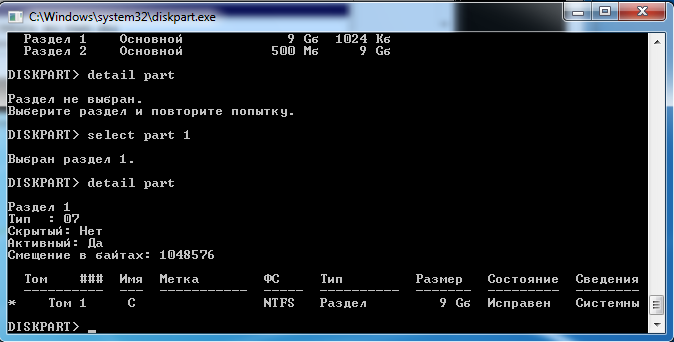 C:\Windows\system32\diskpart.exe
Раздел 1 Основной 9 Gб 1024 Kб
Раздел 2 Основной 500 Mб 9 Gб
DISKPART> detail part
Раздел не выбран.
Выберите раздел и повторите попытку.
DISKPART> select part 1
Выбран раздел 1.
DISKPART> detail part
Раздел 1
Тип : 07
Скрытый: Нет
Активный: Да
Смещение в байтах: 1048576
Том ### Имя Метка ФС Тип Размер Состояние Сведения
---------- --- ----------- ----- ---------- ------- --------- --------
* Том 1 C NTFS Раздел 9 Gб Исправен Системны
DISKPART> _